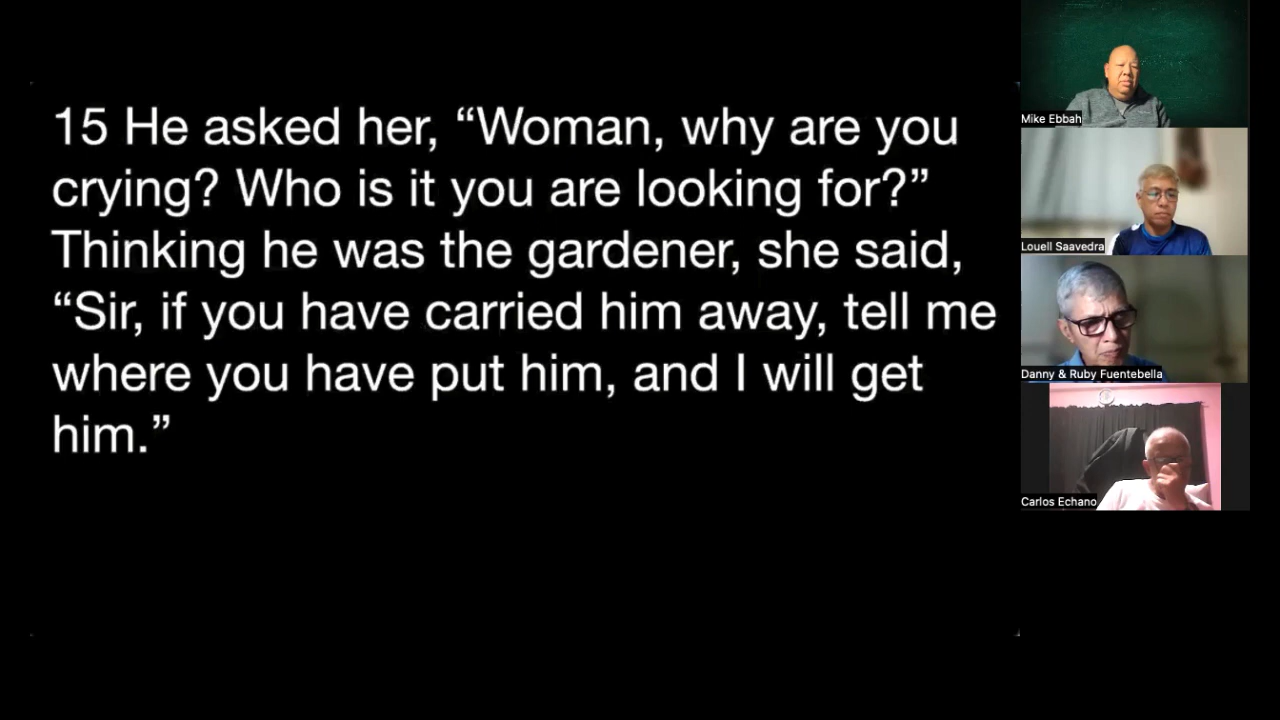 15 He asked her, “Woman, why are you
crying? Who is it you are looking for?”
Thinking he was the gardener, she said,
“Sir, if you have carried him away, tell me
where you have put him, and I will get
him.”
Mike Ebbah
Louell Saavedra
Danny & Ruby Fuentebella
Carlos Echano